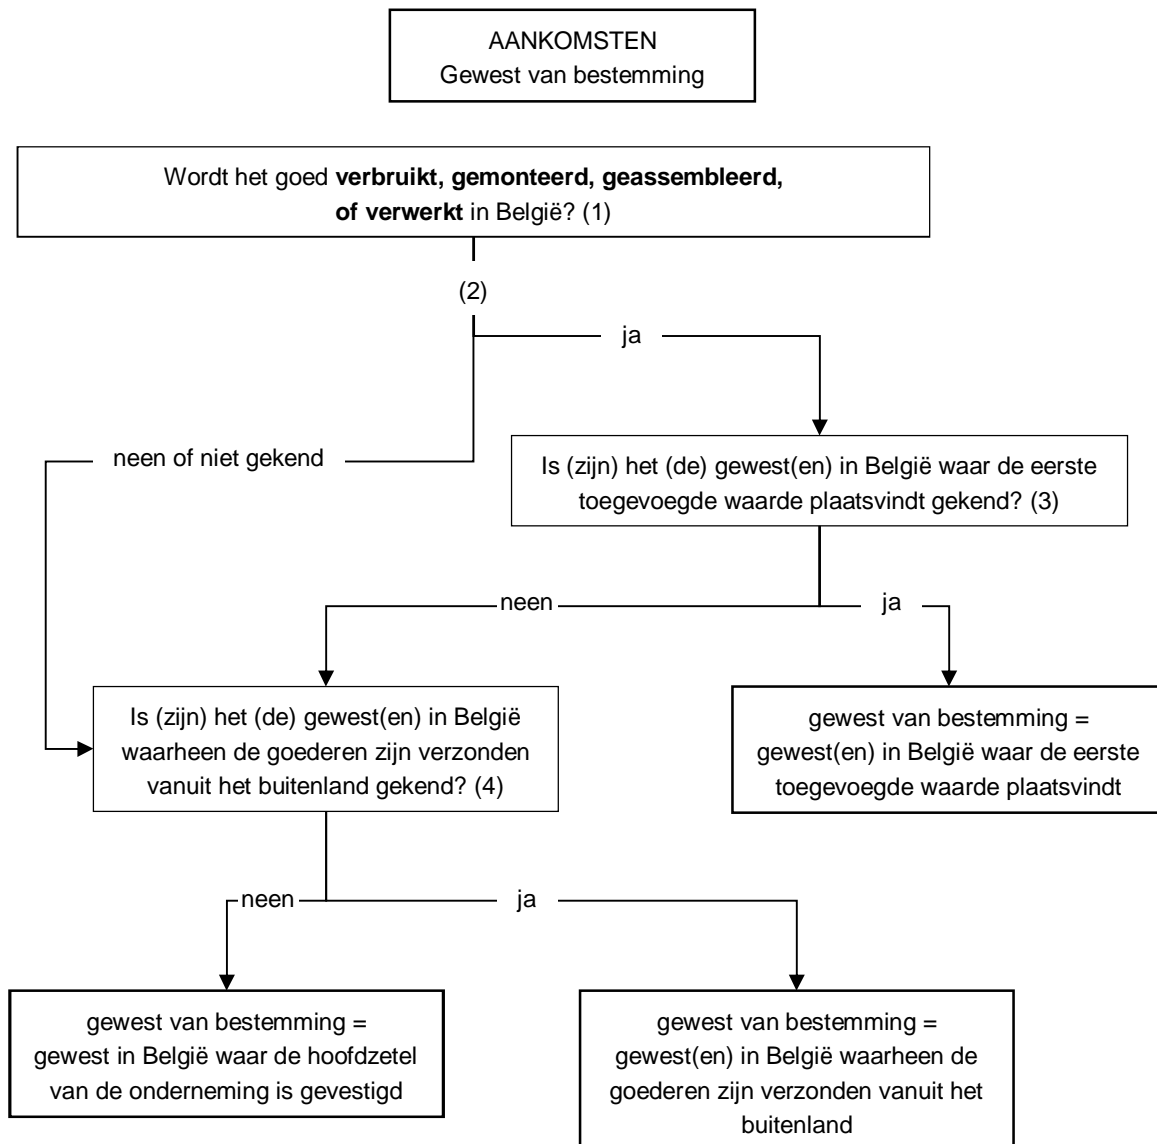 AANKOMSTEN
Gewest van bestemming
Wordt het goed verbruikt, gemonteerd, geassembleerd,
of verwerkt in België? (1)
(2)
ja
neen of niet gekend
Is (zijn) het (de) gewest(en) in België waar de eerste
toegevoegde waarde plaatsvindt gekend? (3)
neen
ja
Is (zijn) het (de) gewest(en) in België
waarheen de goederen zijn verzonden
vanuit het buitenland gekend? (4)
gewest van bestemming =
gewest(en) in België waar de eerste
toegevoegde waarde plaatsvindt
neen
ja
gewest van bestemming =
gewest in België waar de hoofdzetel
van de onderneming is gevestigd
gewest van bestemming =
gewest(en) in België waarheen de
goederen zijn verzonden vanuit het
buitenland